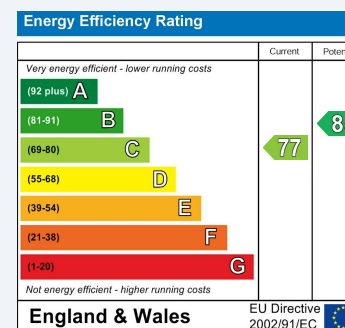 Energy Efficiency Rating
Current Poten
Very energy efficient - lower running costs
(92 plus) A
(81-91) B 8
(69-80) C 77
(55-68) D
(39-54) E
(21-38) F
(1-20) G
Not energy efficient - higher running costs
England & Wales
EU Directive
2002/91/EC